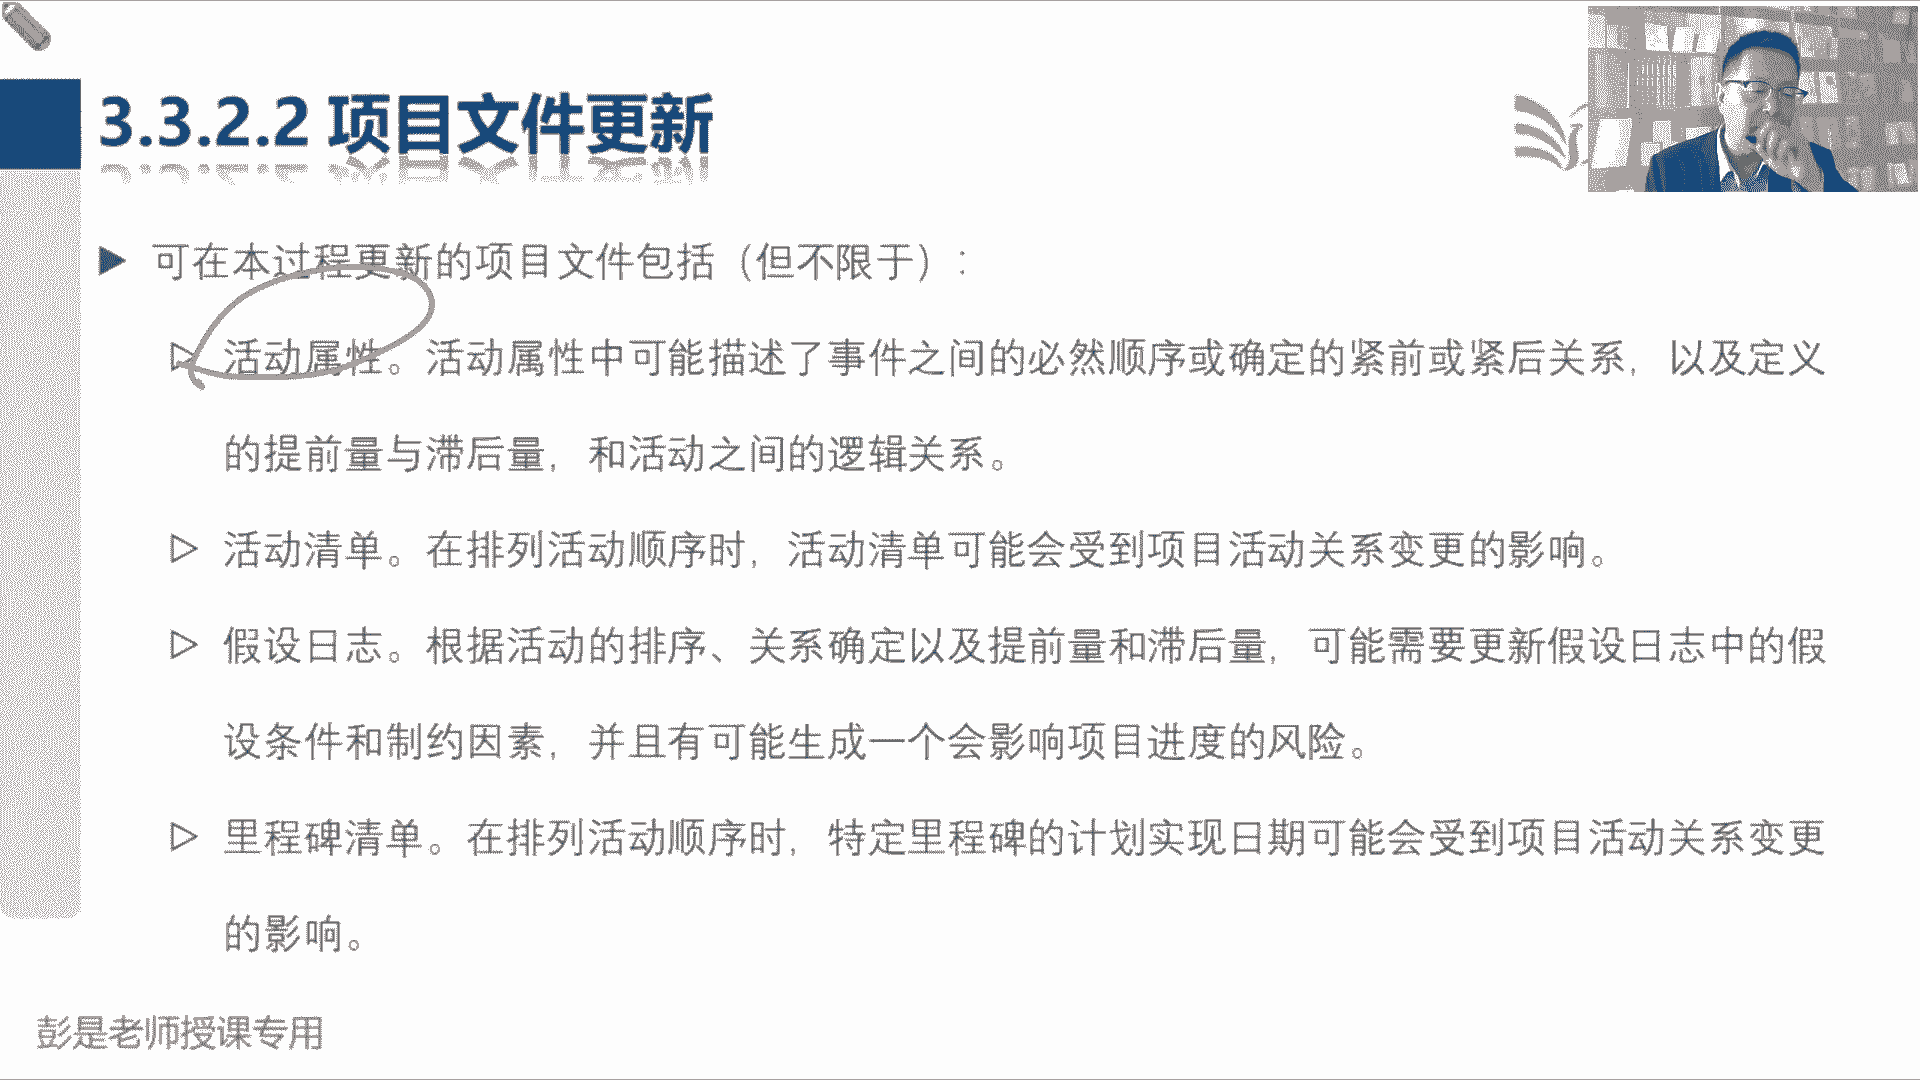 3.3.2.2 项目文件更新
可在本过程更新的项目文件包括（但不限于）：
活动属性。活动属性中可能描述了事件之间的必然顺序或确定的紧前或紧后关系，以及定义
的提前量与滞后量，和活动之间的逻辑关系。
活动清单。在排列活动顺序时，活动清单可能会受到项目活动关系变更的影响。
假设日志。根据活动的排序、关系确定以及提前量和滞后量，可能需要更新假设日志中的假
设条件和制约因素，并且有可能生成一个会影响项目进度的风险。
里程碑清单。在排列活动顺序时，特定里程碑的计划实现日期可能会受到项目活动关系变更
的影响。
彭是老师授课专用